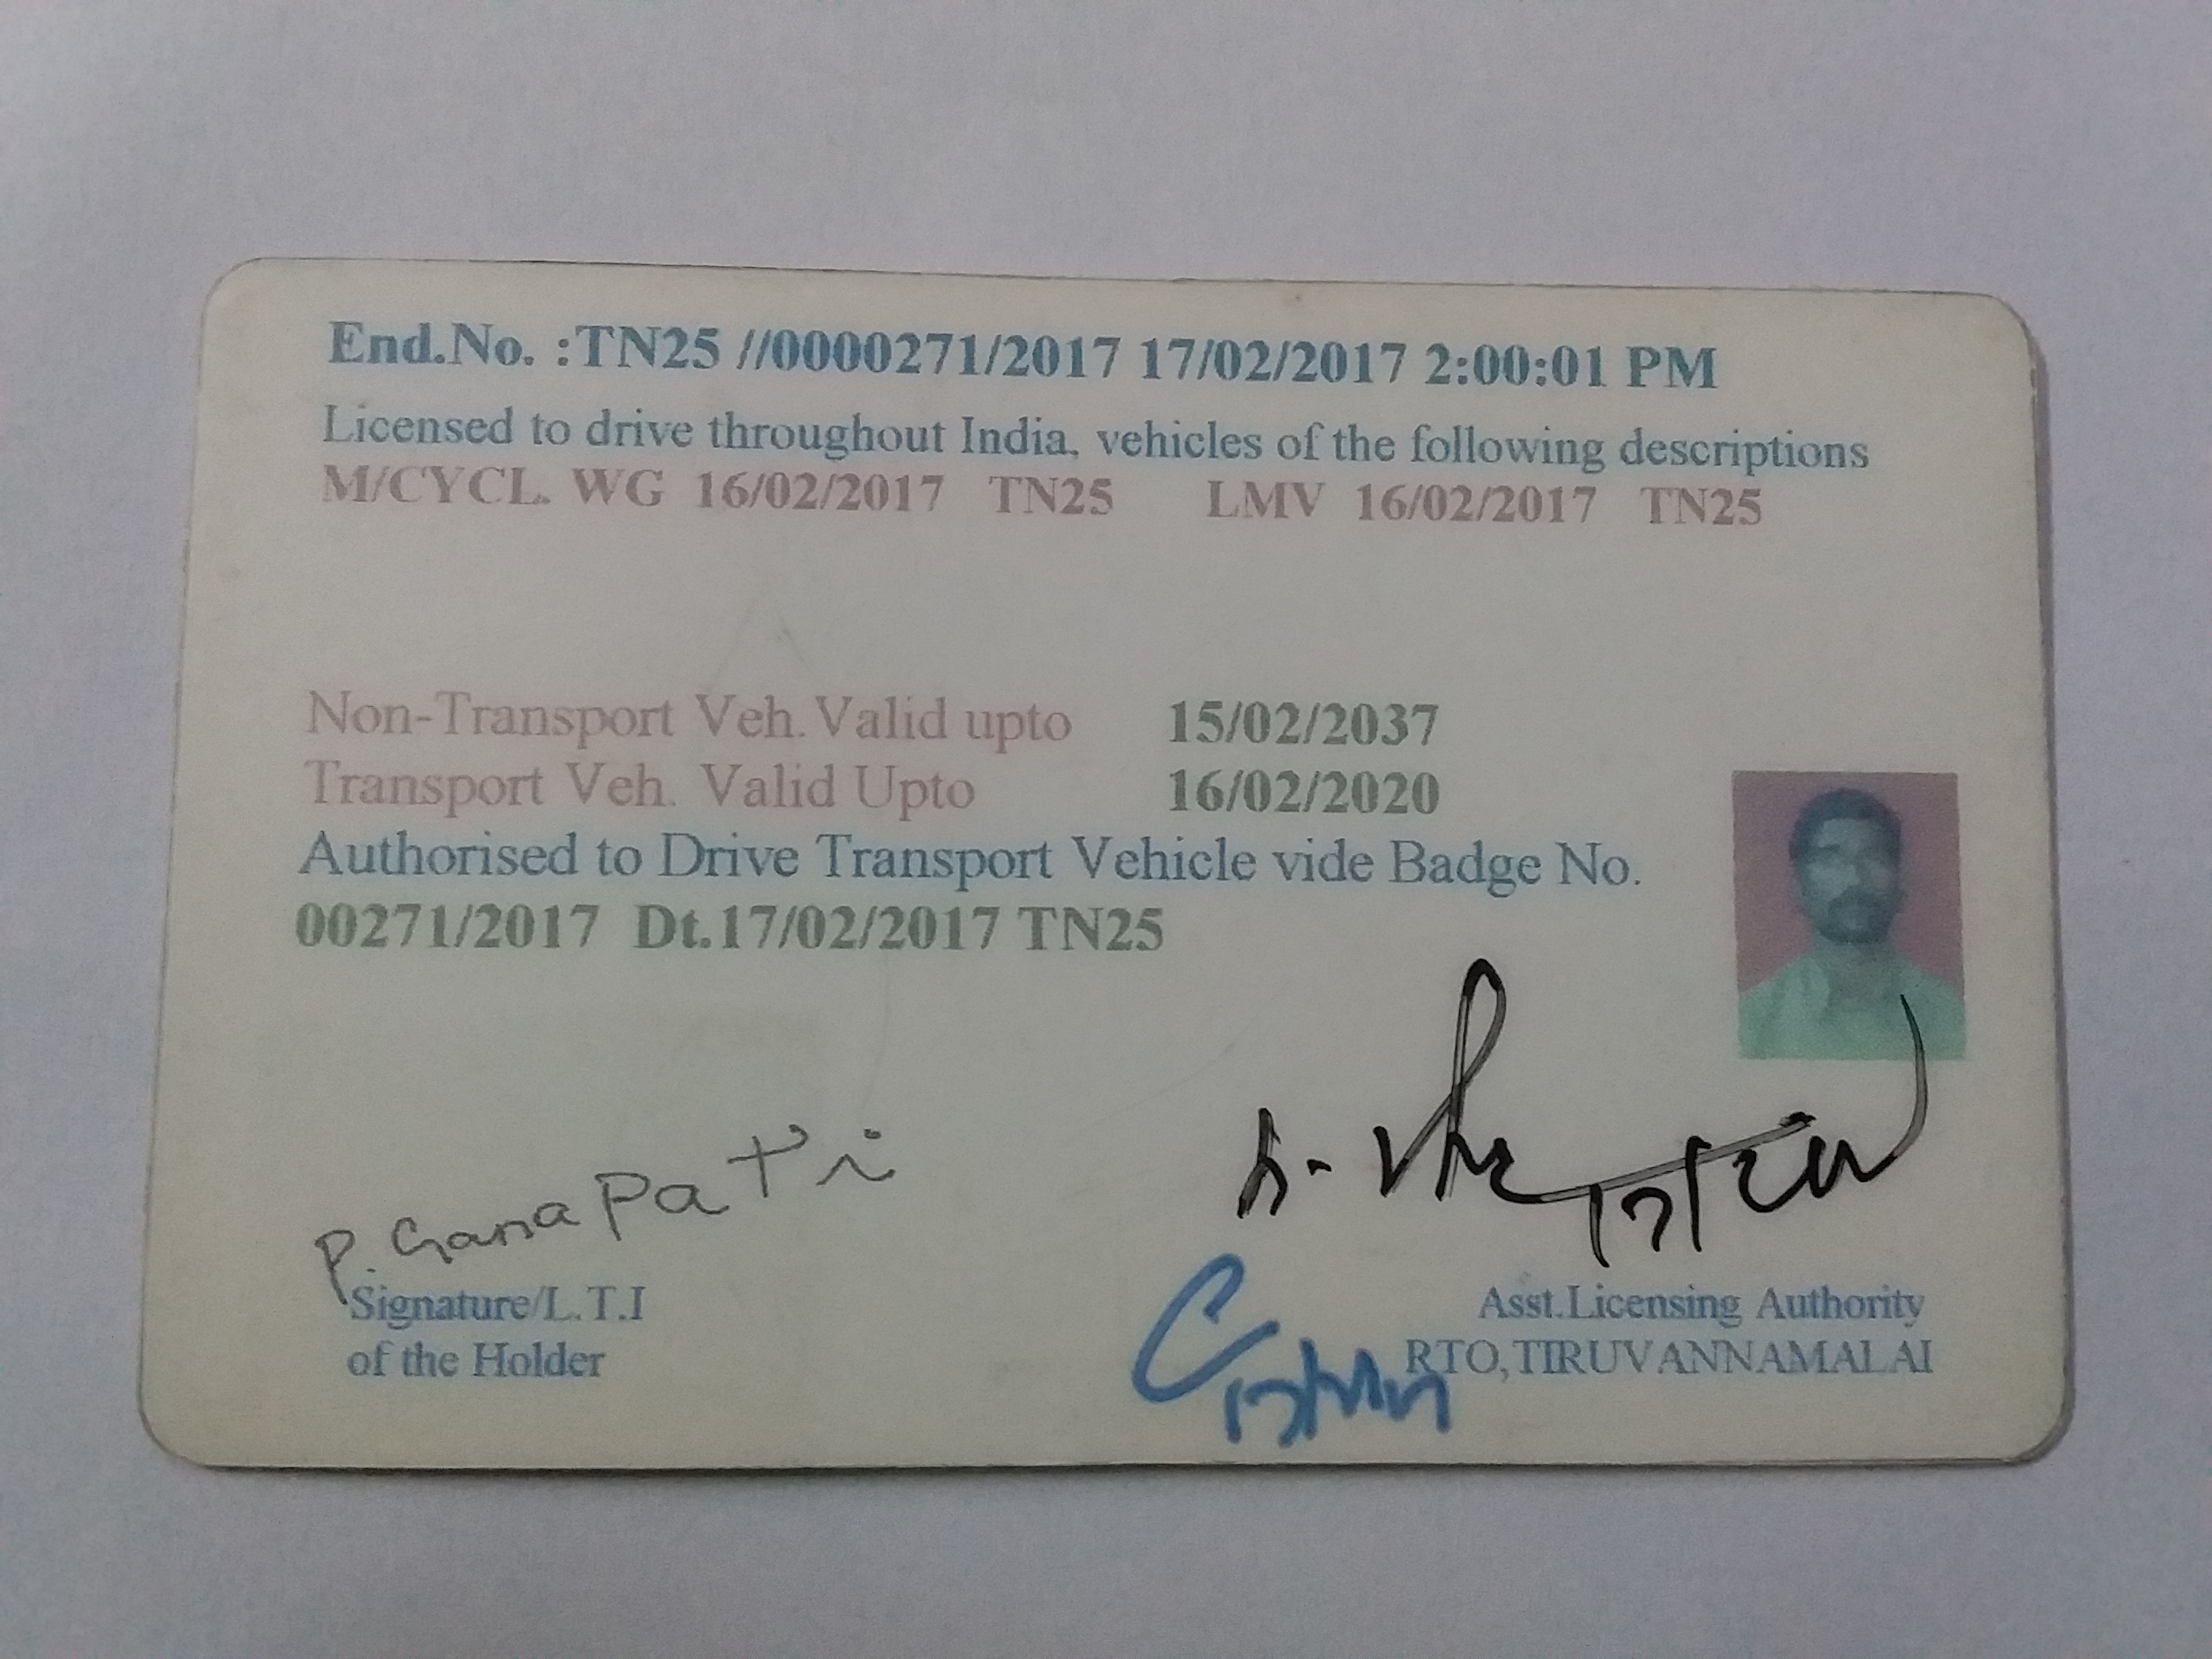 End.No. :TN25 //0000271/2017 17/02/2017 2:00:01 PM
Licensed to drive throughout India, vehicles of the following descriptions
M/CYCL. WG 16/02/2017 TN25 LMV 16/02/2017 TN25
Non-Transport Veh. Valid upto 15/02/2037
Transport Veh. Valid Upto 16/02/2020
Authorised to Drive Transport Vehicle vide Badge No.
00271/2017 Dt.17/02/2017 TN25
P. Ganapati
Signature/L.T.I
of the Holder
Asst.Licensing Authority
RTO,TIRUVANNAMALAI